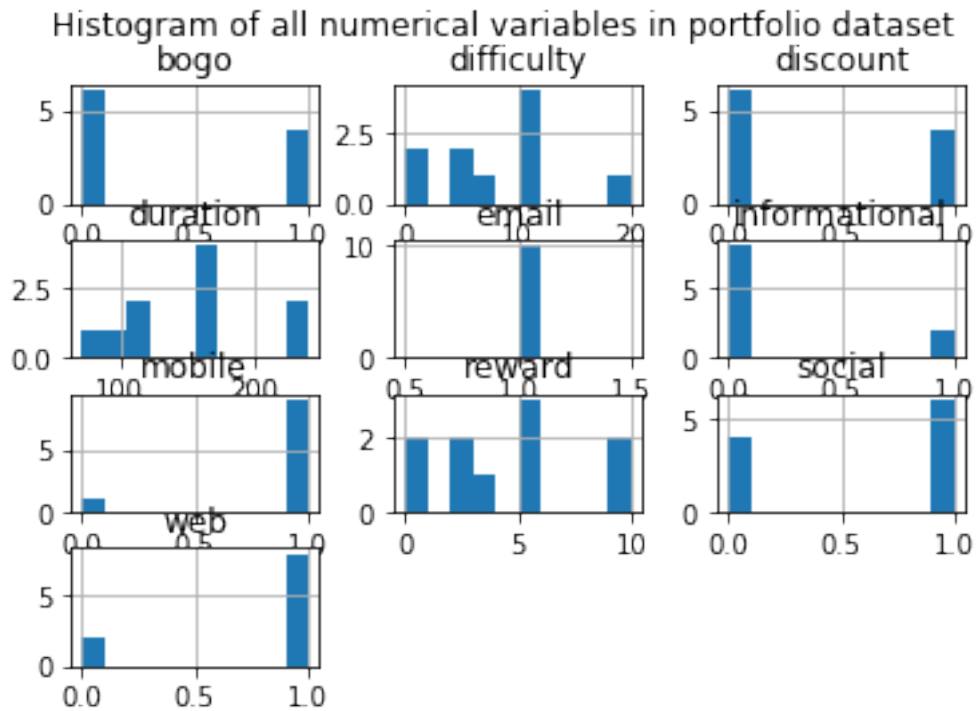 Histogram of all numerical variables in portfolio dataset
bogo difficulty discount
5 2.5 5
0 0.0 0
0.0 0.5 1.0 0 10 20 0.0 0.5 1.0
duration email informational
2.5 10 5
0.0 0 0
100 200 0.5 1.0 1.5 0.0 0.5 1.0
mobile reward social
5 2 5
0 0 0
0.0 0.5 1.0 0 5 10 0.0 0.5 1.0
web
5
0
0.0 0.5 1.0